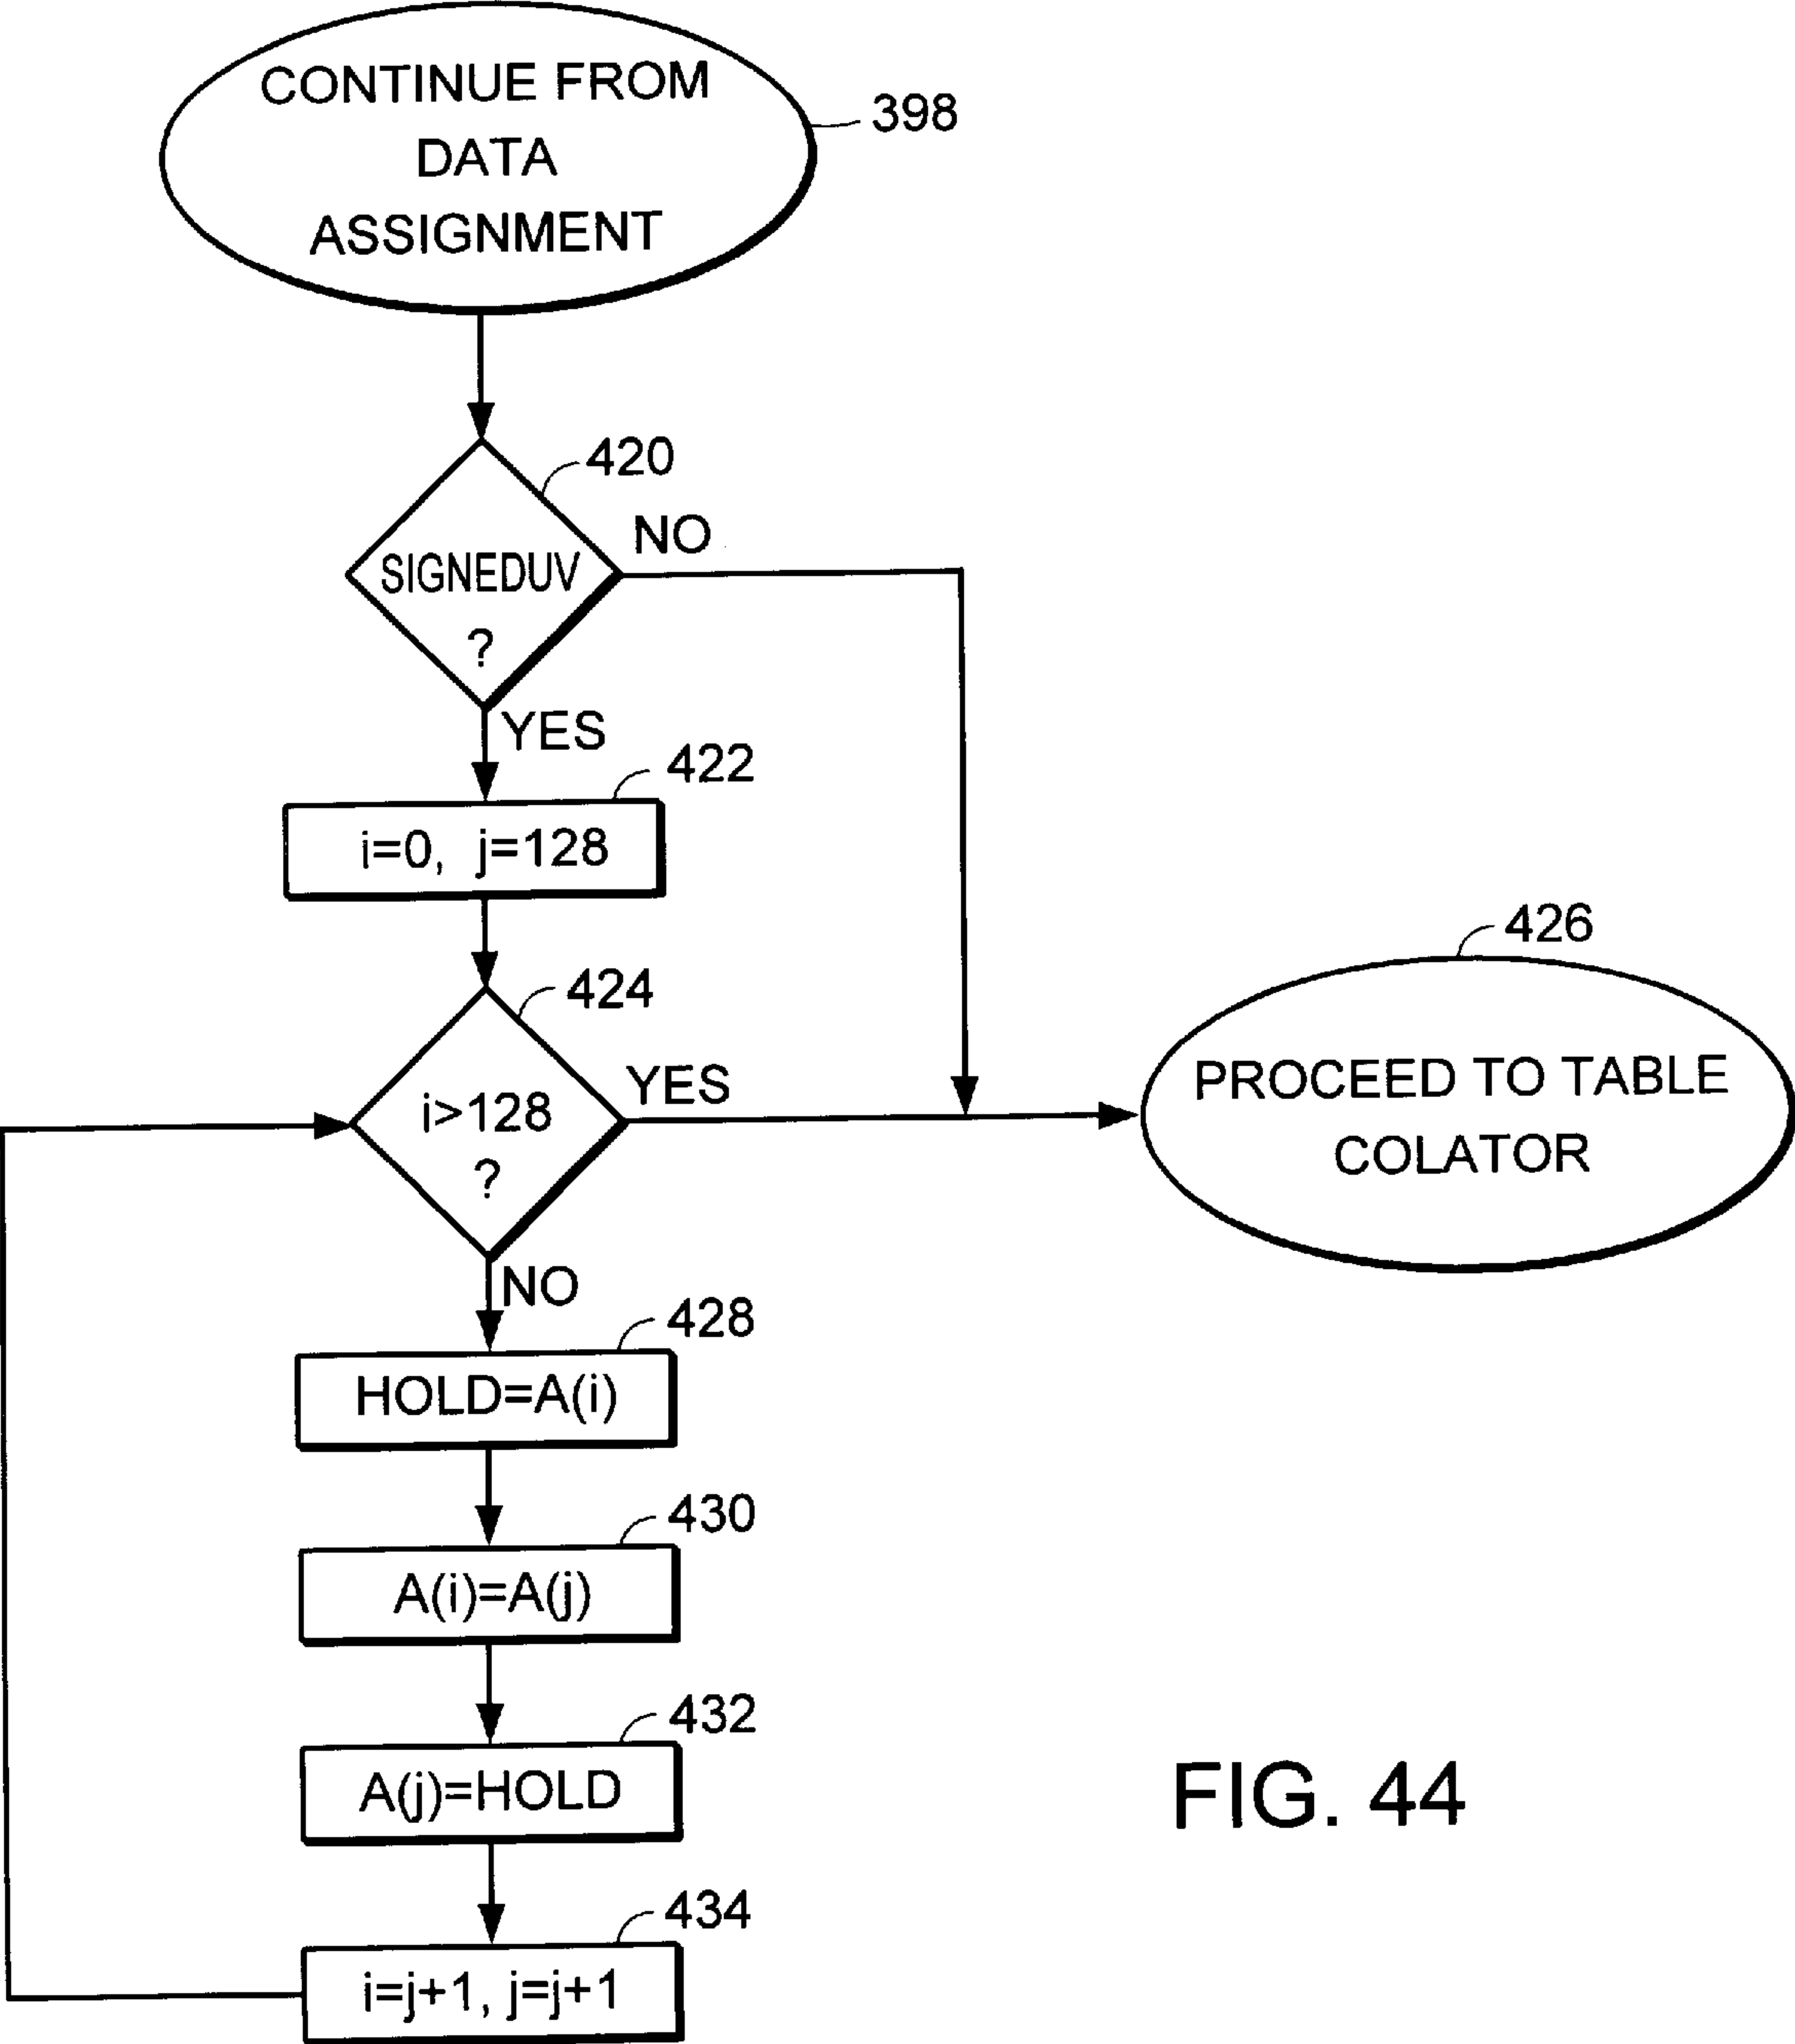 CONTINUE FROM
DATA
ASSIGNMENT
398
420
SIGNEDUV
?
NO
YES
422
i=0, j=128
424
i>128
?
YES
NO
426
PROCEED TO TABLE
COLATOR
428
HOLD=A(i)
430
A(i)=A(j)
432
A(j)=HOLD
434
i=j+1, j=j+1
FIG. 44